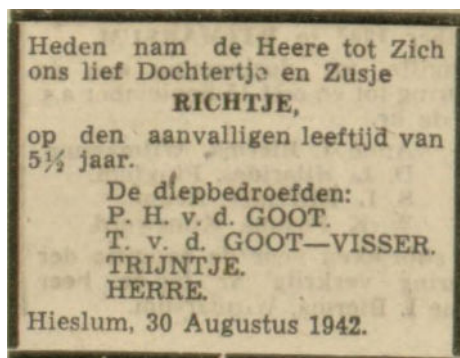 Heden nam de Heere tot Zich
ons lief Dochtertje en Zusje
RICHTJE,
op den aanvalligen leeftijd van
5½ jaar.
De diepbedroefden:
P. H. v. d. GOOT.
T. v. d. GOOT—VISSER.
TRIJNTJE.
HERRE.
Hieslum, 30 Augustus 1942.